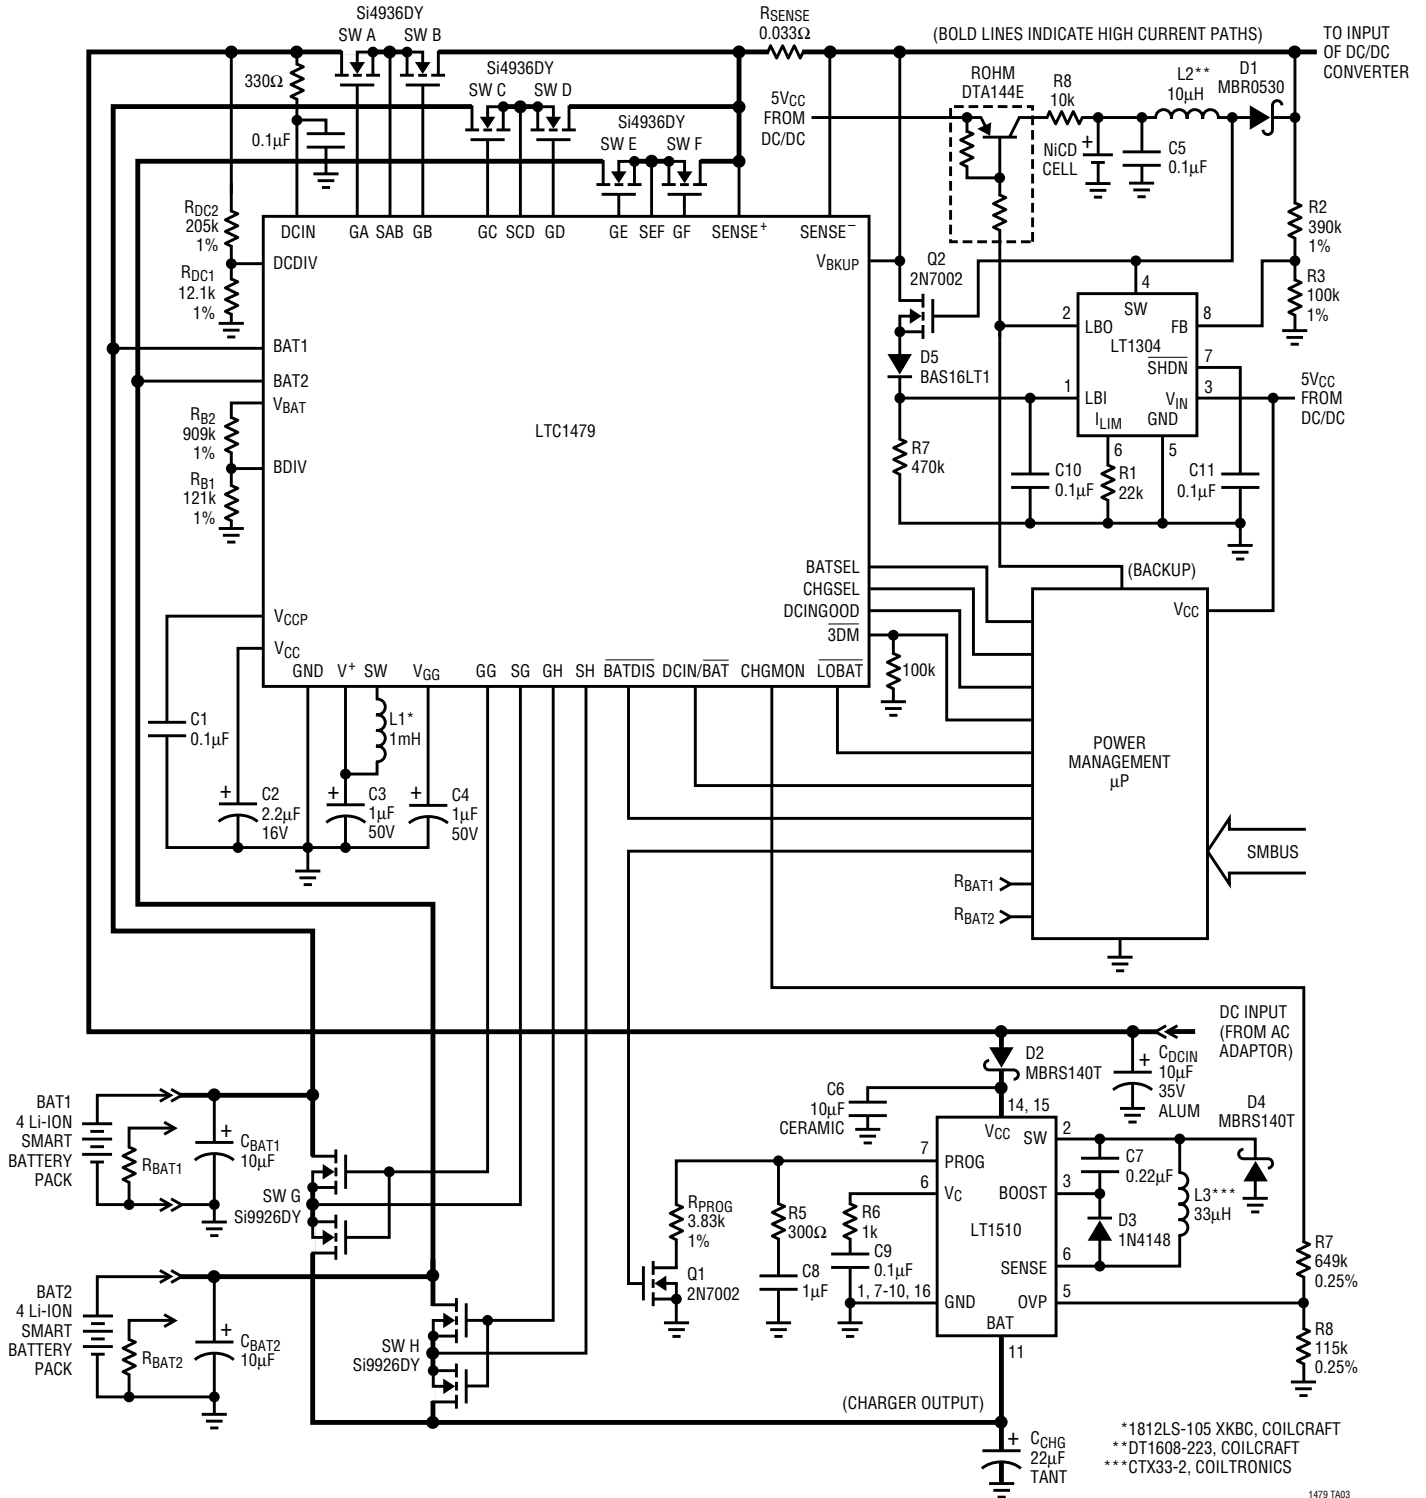 Si4936DY
SW A
SW B
RSENSE
0.033Ω
(BOLD LINES INDICATE HIGH CURRENT PATHS)
TO INPUT
OF DC/DC
CONVERTER
330Ω
0.1µF
Si4936DY
SW C
SW D
Si4936DY
SW E
SW F
5VCC
FROM
DC/DC
ROHM
DTA144E
R8
10k
L2**
10µH
D1
MBR0530
NiCD
CELL
+
C5
0.1µF
RDC2
205k
1%
RDC1
12.1k
1%
DCIN
GA
SAB
GB
GC
SCD
GD
GE
SEF
GF
SENSE+
SENSE−
DCDIV
BAT1
BAT2
VBAT
BDIV
RB2
909k
1%
RB1
121k
1%
LTC1479
VBKUP
Q2
2N7002
D5
BAS16LT1
R7
470k
R2
390k
1%
R3
100k
1%
4
SW
2
LBO
FB
8
LT1304
SHDN
7
1
LBI
VIN
3
ILIM
GND
6
5
5VCC
FROM
DC/DC
C10
0.1µF
R1
22k
C11
0.1µF
BATSEL
CHGSEL
DCINGOOD
3DM
100k
(BACKUP)
VCC
VCCP
VCC
GND
V+
SW
VGG
GG
SG
GH
SH
BATDIS
DCIN/BAT
CHGMON
LOBAT
C1
0.1µF
L1*
1mH
+
C2
2.2µF
16V
+
C3
1µF
50V
+
C4
1µF
50V
POWER
MANAGEMENT
µP
SMBUS
RBAT1
RBAT2
DC INPUT
(FROM AC
ADAPTOR)
D2
MBRS140T
+
CDCIN
10µF
35V
ALUM
C6
10µF
CERAMIC
D4
MBRS140T
BAT1
4 Li-ION
SMART
BATTERY
PACK
RBAT1
+
CBAT1
10µF
SW G
Si9926DY
BAT2
4 Li-ION
SMART
BATTERY
PACK
RBAT2
+
CBAT2
10µF
SW H
Si9926DY
RPROG
3.83k
1%
Q1
2N7002
R5
300Ω
C8
1µF
R6
1k
C9
0.1µF
14, 15
VCC
SW
2
7
PROG
6
VC
BOOST
3
LT1510
SENSE
6
1, 7-10, 16
GND
OVP
5
BAT
11
C7
0.22µF
D3
1N4148
L3***
33µH
R7
649k
0.25%
R8
115k
0.25%
(CHARGER OUTPUT)
+
CCHG
22µF
TANT
*1812LS-105 XKBC, COILCRAFT
**DT1608-223, COILCRAFT
***CTX33-2, COILTRONICS
1479 TA03